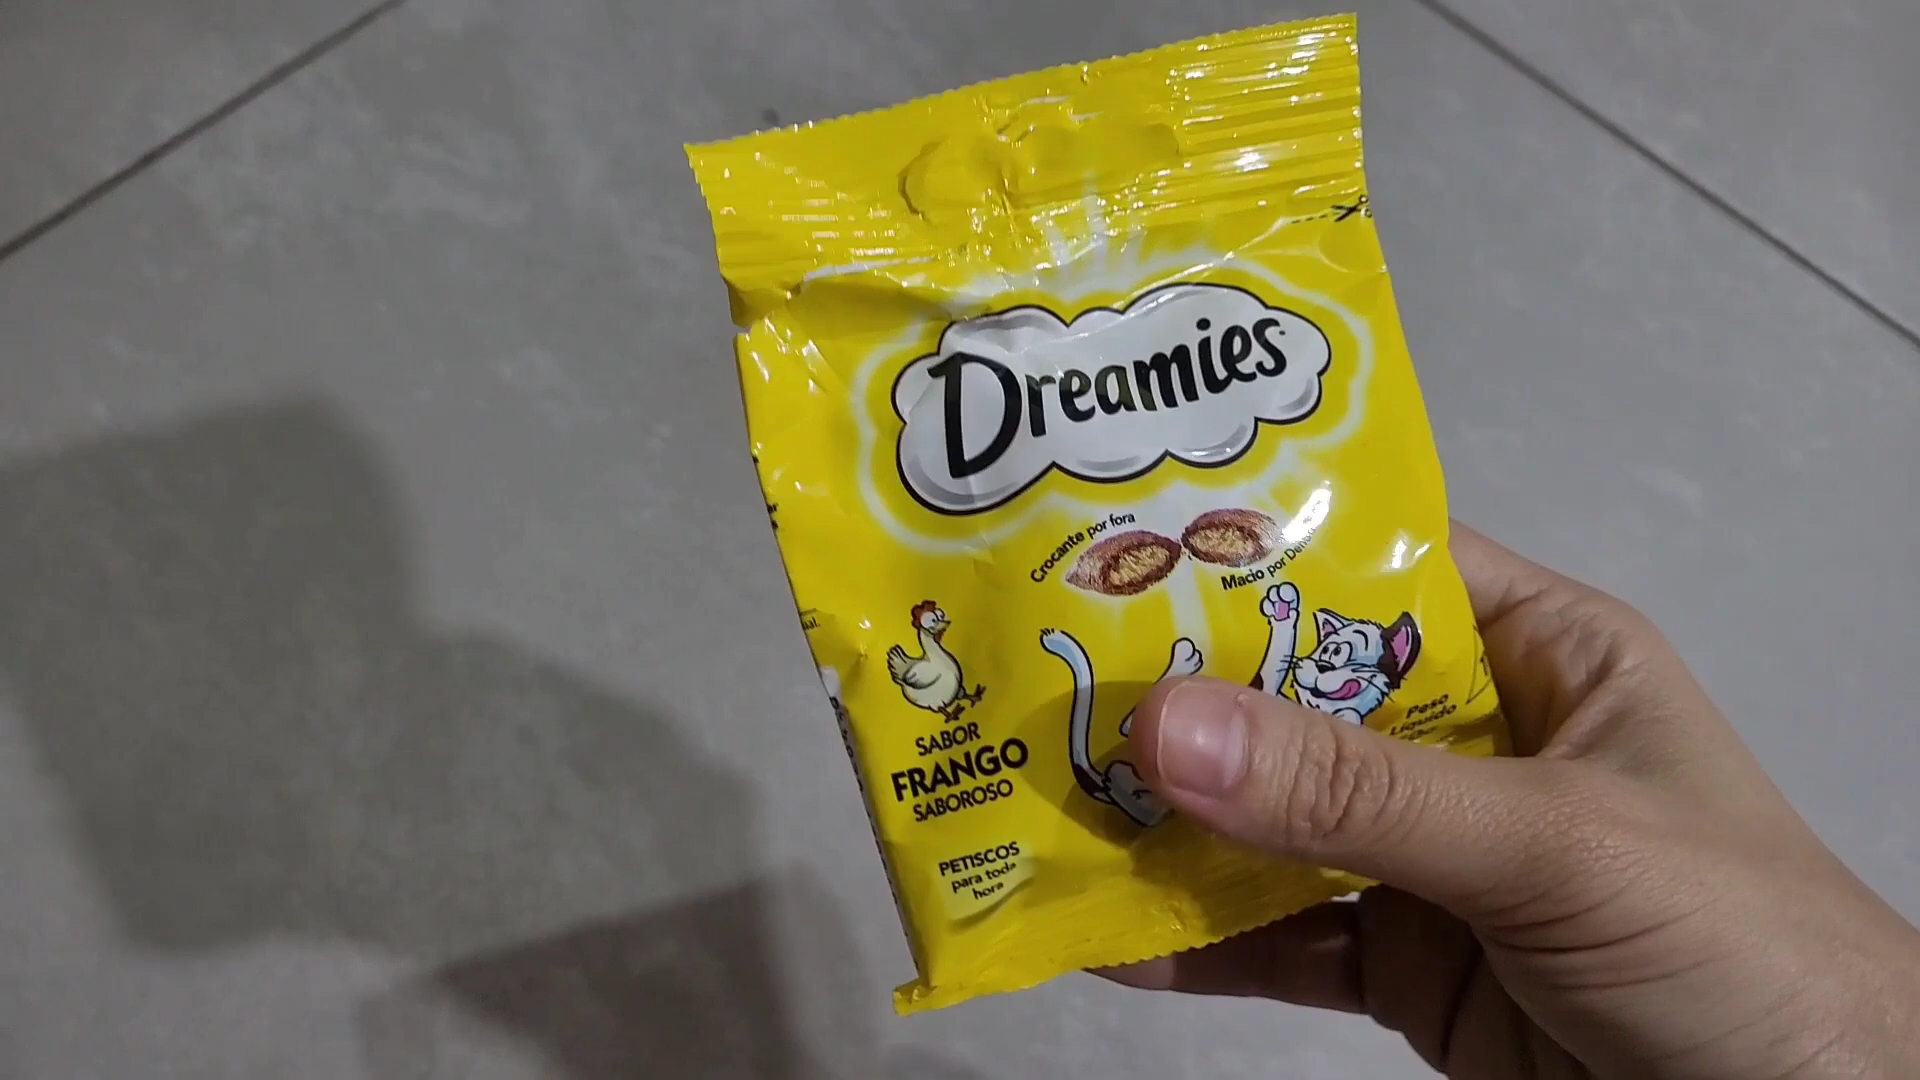 Dreamies
Crocante por fora
Macio por
SABOR
FRANGO
SABOROSO
Peso
Líquido
PETISCOS
para toda
hora